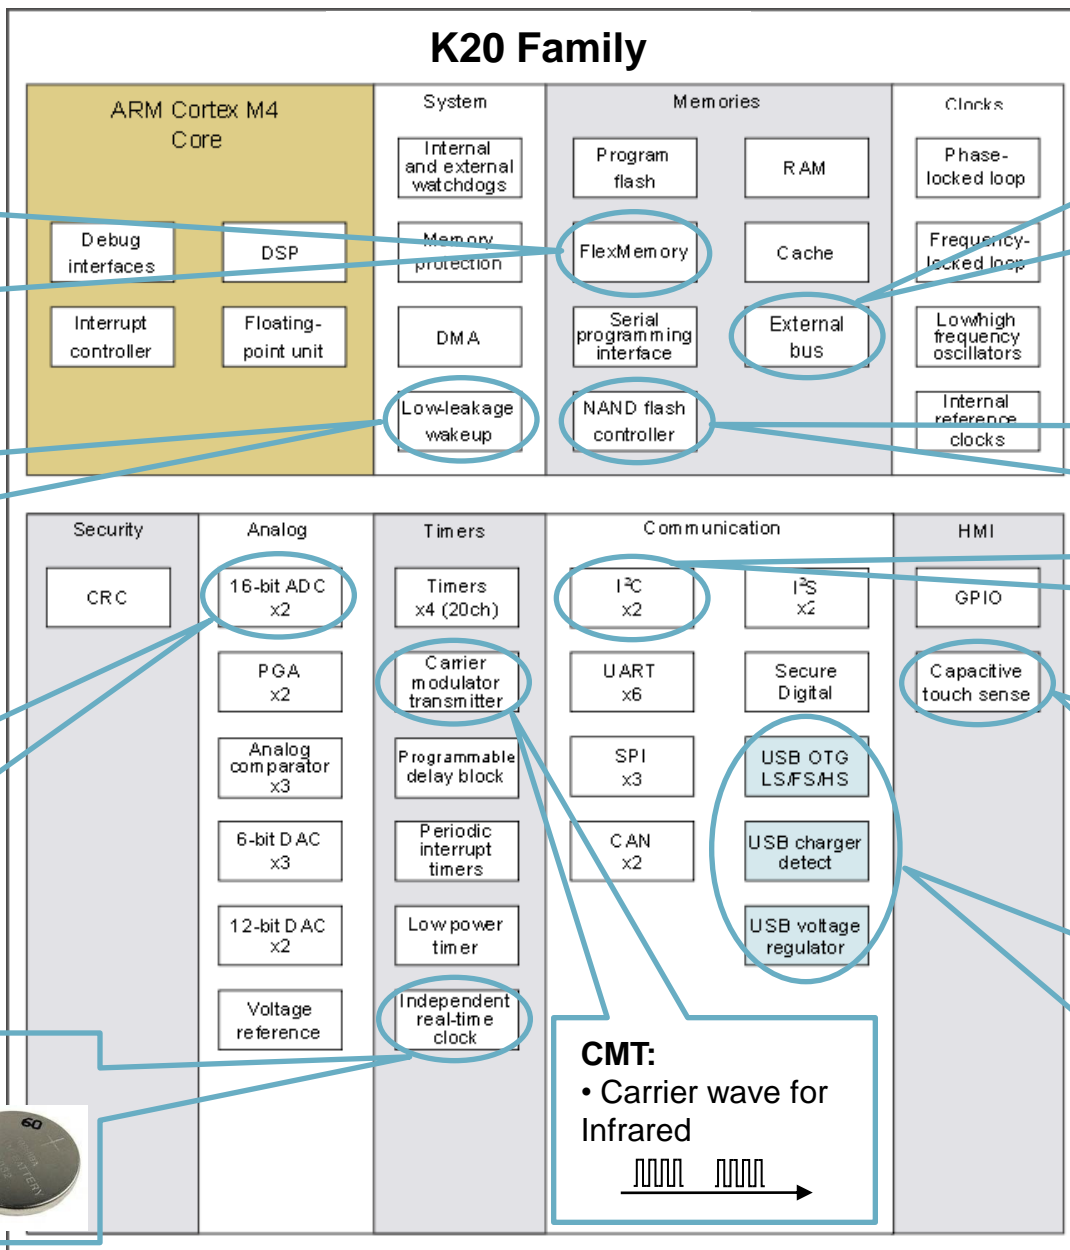 K20 Family
ARM Cortex M4
Core
Debug
interfaces
DSP
Interrupt
controller
Floating-
point unit
System
Internal
and external
watchdogs
Memory
protection
DMA
Low-leakage
wakeup
Memories
Program
flash
RAM
FlexMemory
Cache
Serial
programming
interface
External
bus
NAND flash
controller
Clocks
Phase-
locked loop
Frequency-
locked loop
Low/high
frequency
oscillators
Internal
reference
clocks
Security
CRC
Analog
16-bit ADC
x2
PGA
x2
Analog
comparator
x3
6-bit DAC
x3
12-bit DAC
x2
Voltage
reference
Timers
Timers
x4 (20ch)
Carrier
modulator
transmitter
Programmable
delay block
Periodic
interrupt
timers
Low power
timer
Independent
real-time
clock
Communication
I²C
x2
I²S
x2
UART
x6
Secure
Digital
SPI
x3
USB OTG
LS/FS/HS
CAN
x2
USB charger
detect
USB voltage
regulator
HMI
GPIO
Capacitive
touch sense
CMT:
• Carrier wave for
Infrared
60
BATTERY